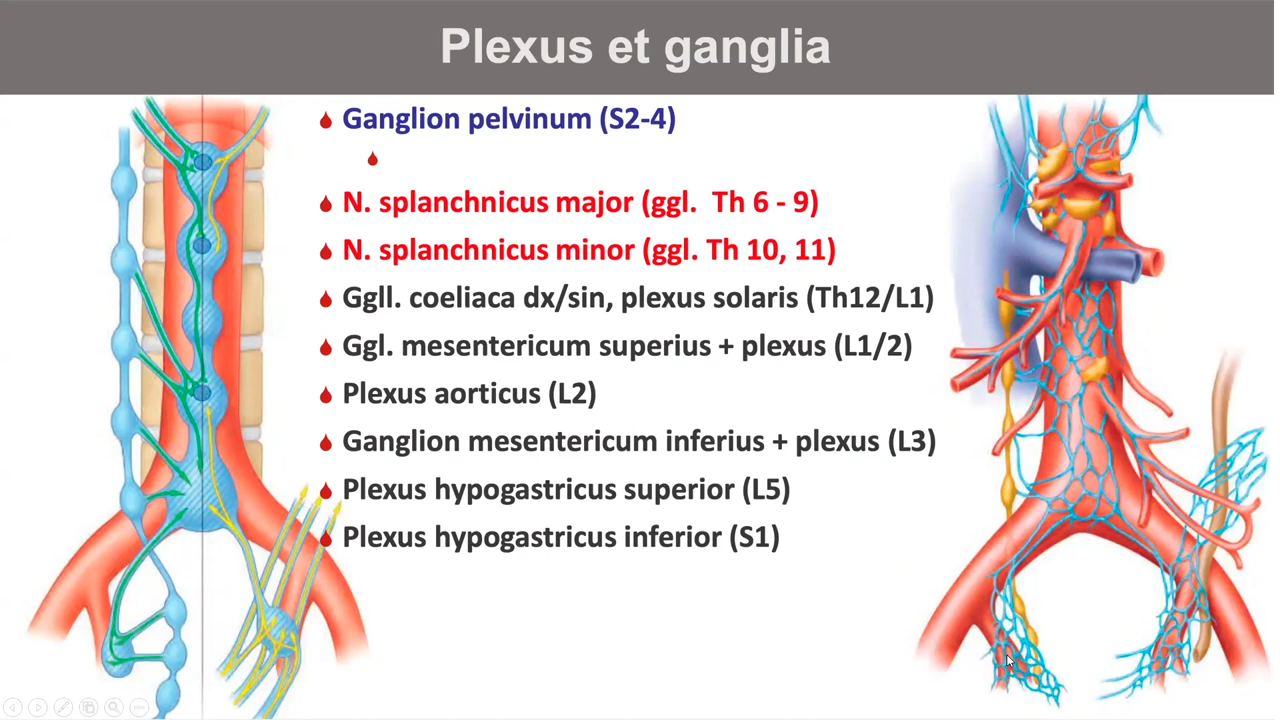 Plexus et ganglia
Ganglion pelvinum (S2-4)
N. splanchnicus major (ggl. Th 6 - 9)
N. splanchnicus minor (ggl. Th 10, 11)
Ggll. coeliaca dx/sin, plexus solaris (Th12/L1)
Ggl. mesentericum superius + plexus (L1/2)
Plexus aorticus (L2)
Ganglion mesentericum inferius + plexus (L3)
Plexus hypogastricus superior (L5)
Plexus hypogastricus inferior (S1)